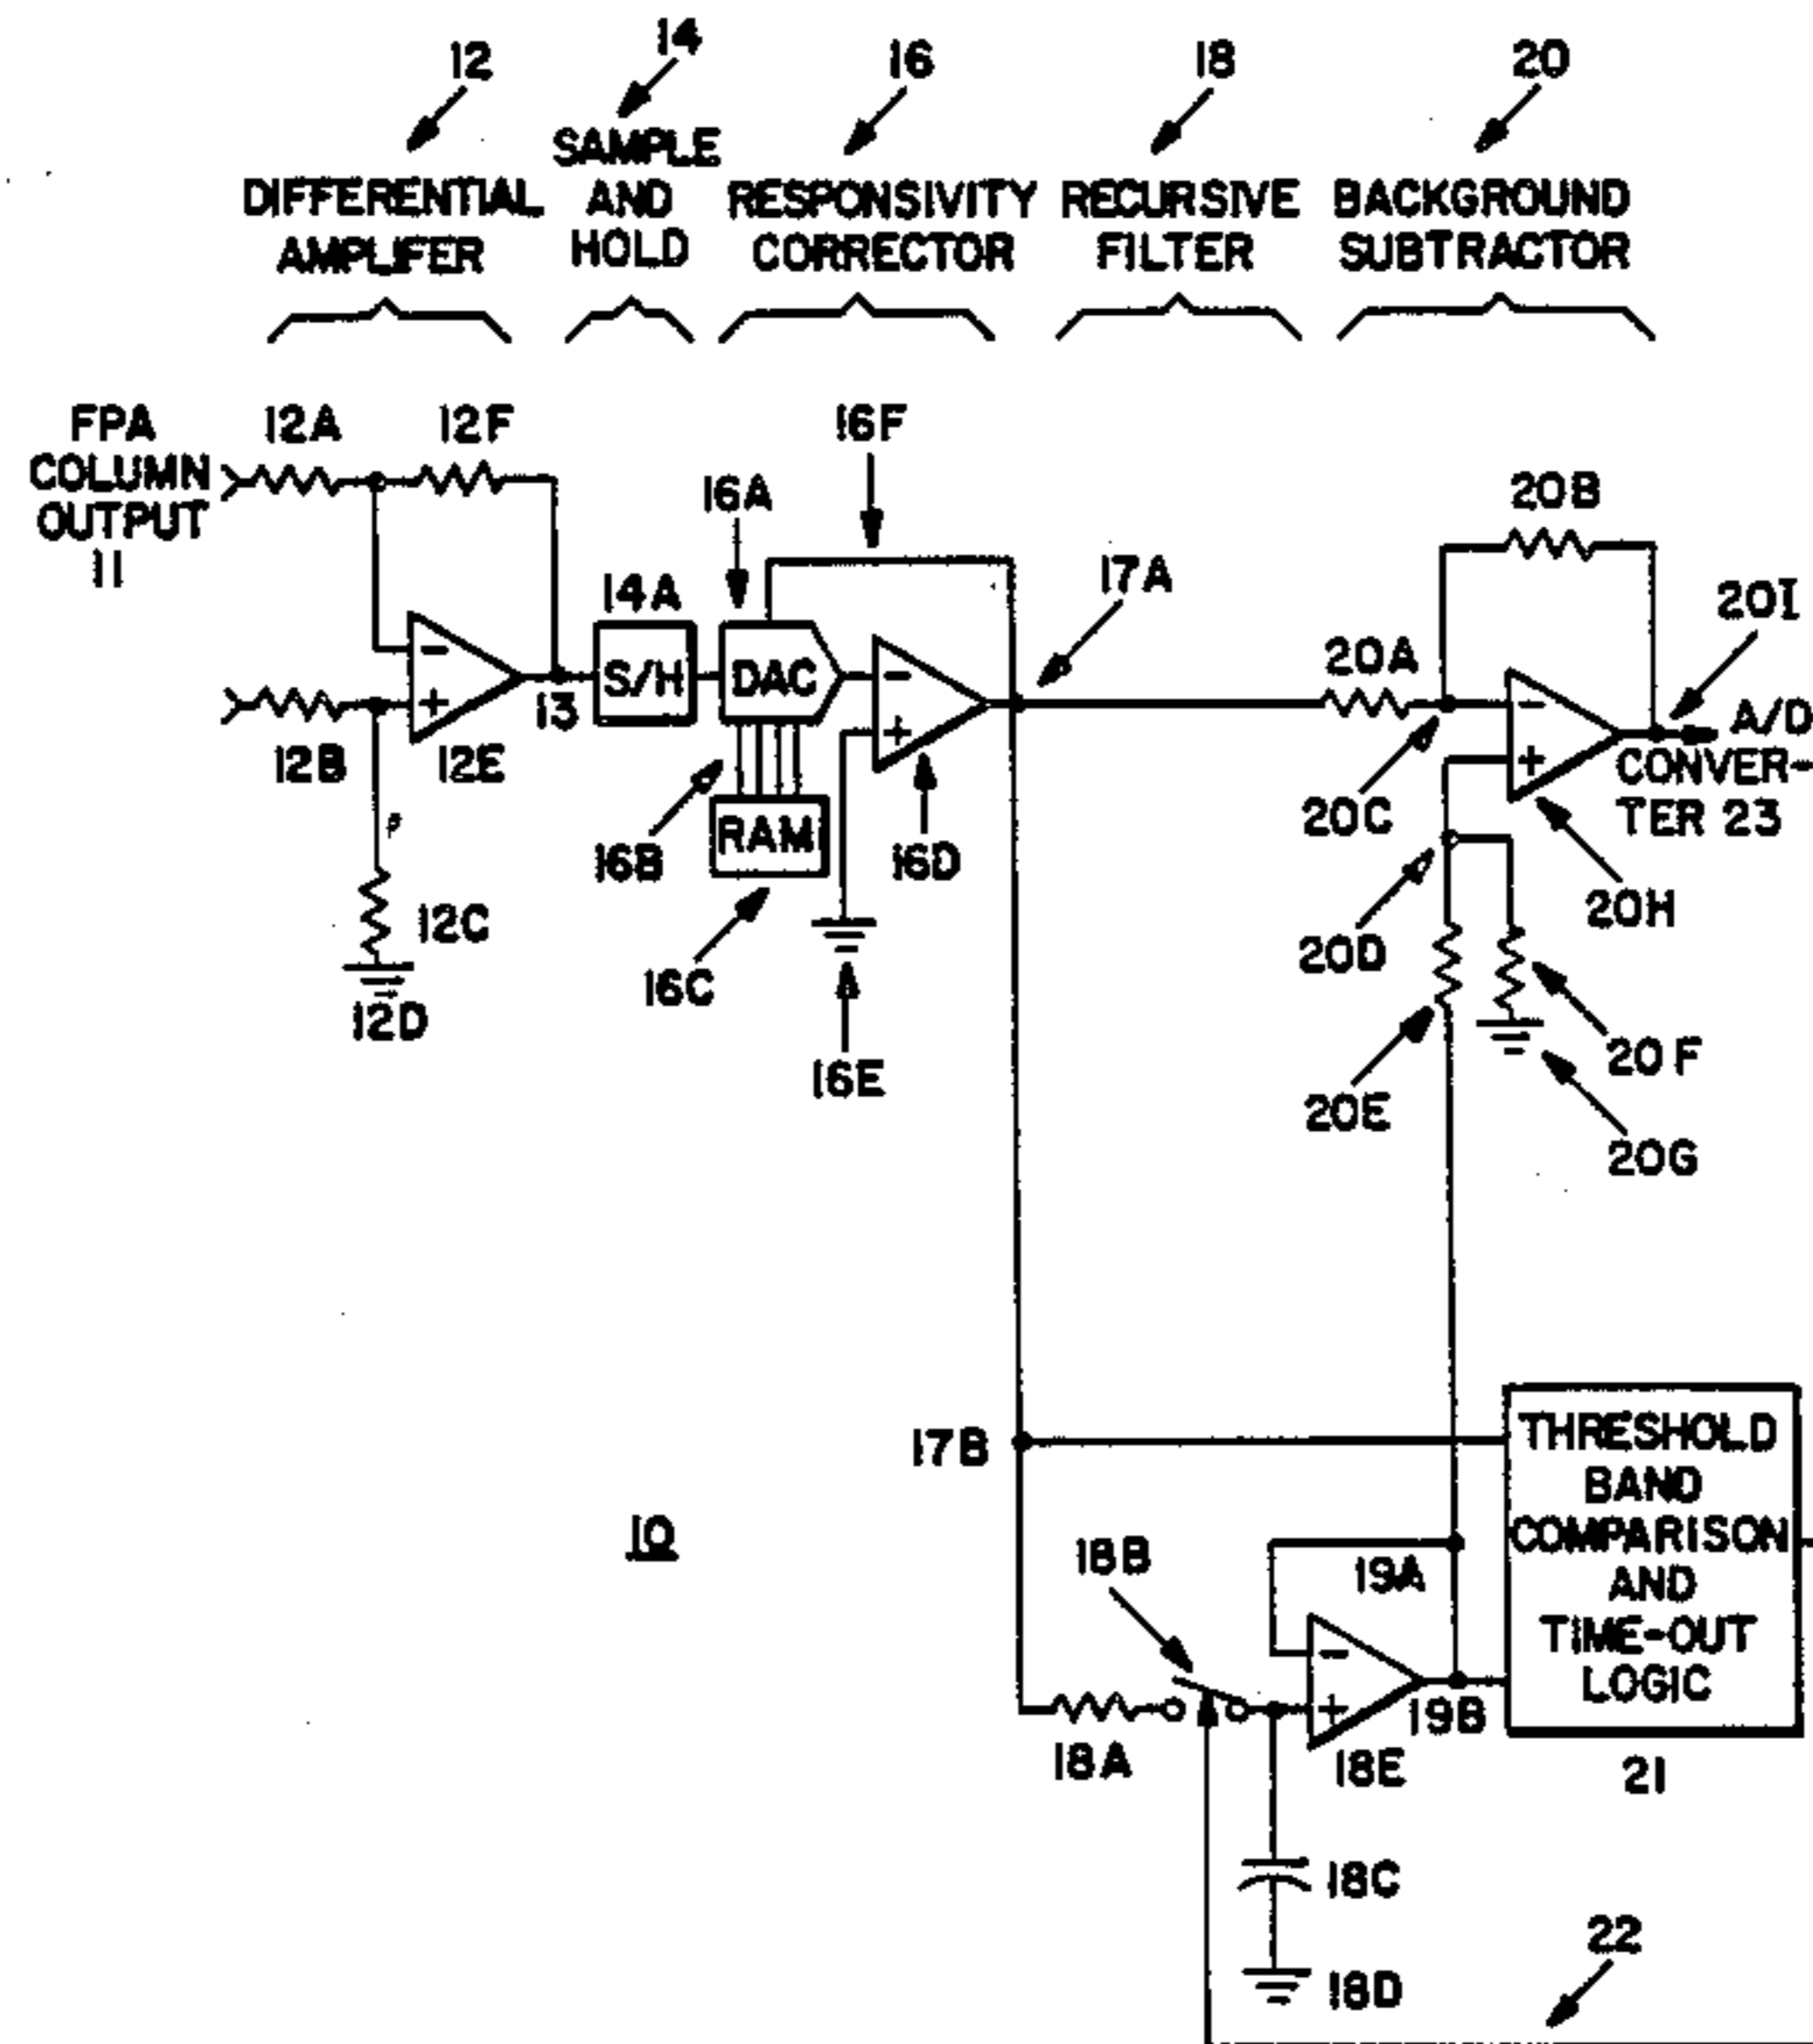 12
14
16
18
20
DIFFERENTIAL
AMPLIFER
SAMPLE
AND
HOLD
RESPONSIVITY
CORRECTOR
RECURSIVE
FILTER
BACKGROUND
SUBTRACTOR
FPA
COLUMN
OUTPUT
11
12A
12F
16F
16A
20B
14A
17A
20I
S/H
DAC
-
+
13
-
+
20A
-
+
A/D
CONVER-
TER 23
12B
12E
16B
RAM
16D
20C
12C
16C
20D
20H
12D
16E
20E
20F
20G
17B
THRESHOLD
BAND
COMPARISON
AND
TIME-OUT
LOGIC
10
18B
19A
-
+
19B
18A
18E
21
18C
22
18D